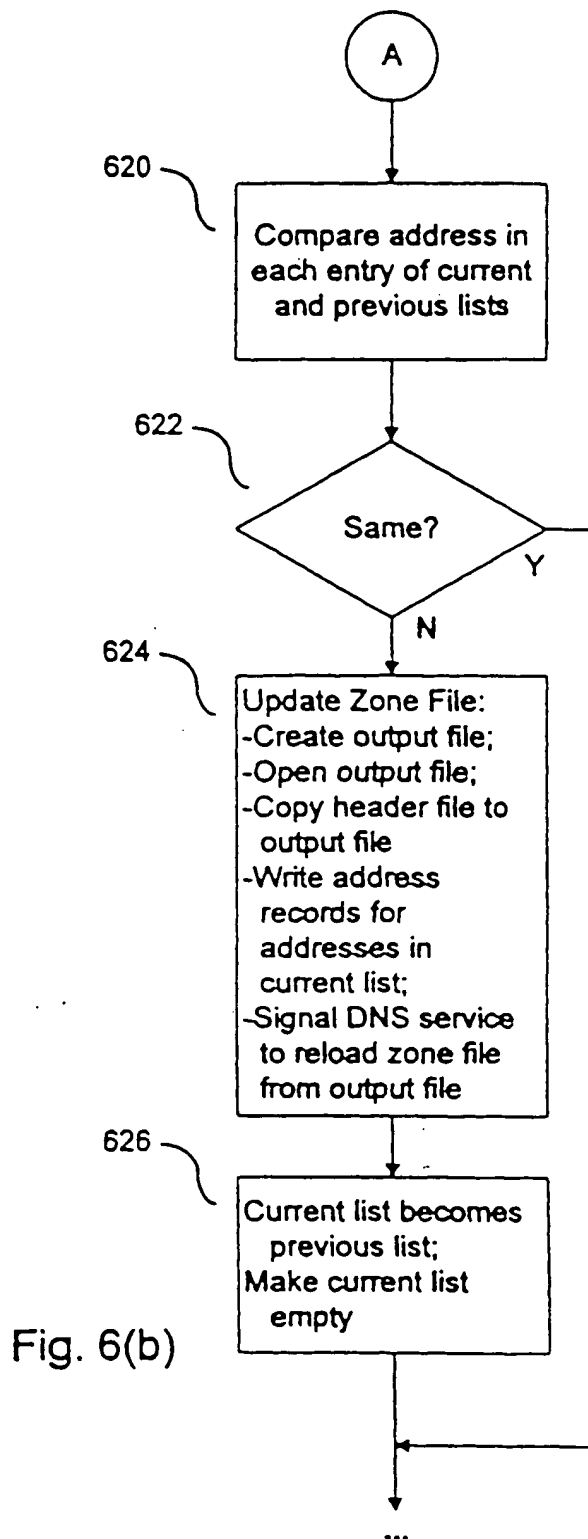 A
620
Compare address in
each entry of current
and previous lists
622
Same?
Y
N
624
Update Zone File:
-Create output file;
-Open output file;
-Copy header file to
output file
-Write address
records for
addresses in
current list;
-Signal DNS service
to reload zone file
from output file
626
Current list becomes
previous list;
Make current list
empty
Fig. 6(b)
...